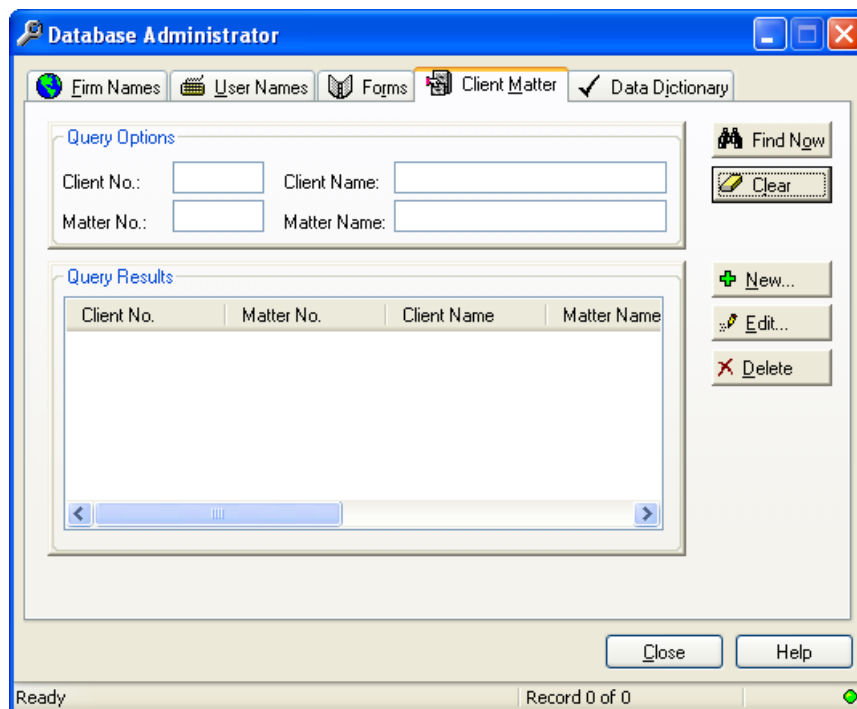 Database Administrator
Firm Names User Names Forms Client Matter Data Dictionary
Query Options
Client No.: Client Name:
Matter No.: Matter Name:
Find Now
Clear
Query Results
Client No. Matter No. Client Name Matter Name
New...
Edit...
Delete
Close Help
Ready Record 0 of 0